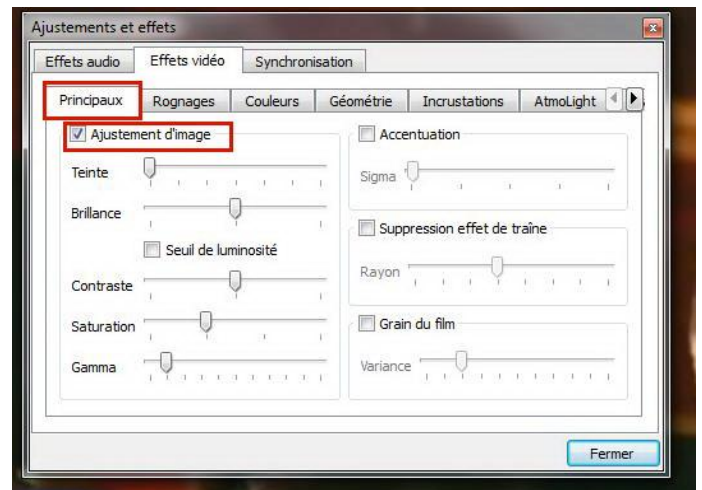 Ajustements et effets
Effets audio
Effets vidéo
Synchronisation
Principaux
Rognages
Couleurs
Géométrie
Incrustations
AtmoLight
Ajustement d'image
Teinte
Brillance
Seuil de luminosité
Contraste
Saturation
Gamma
Accentuation
Sigma
Suppression effet de traîne
Rayon
Grain du film
Variance
Fermer